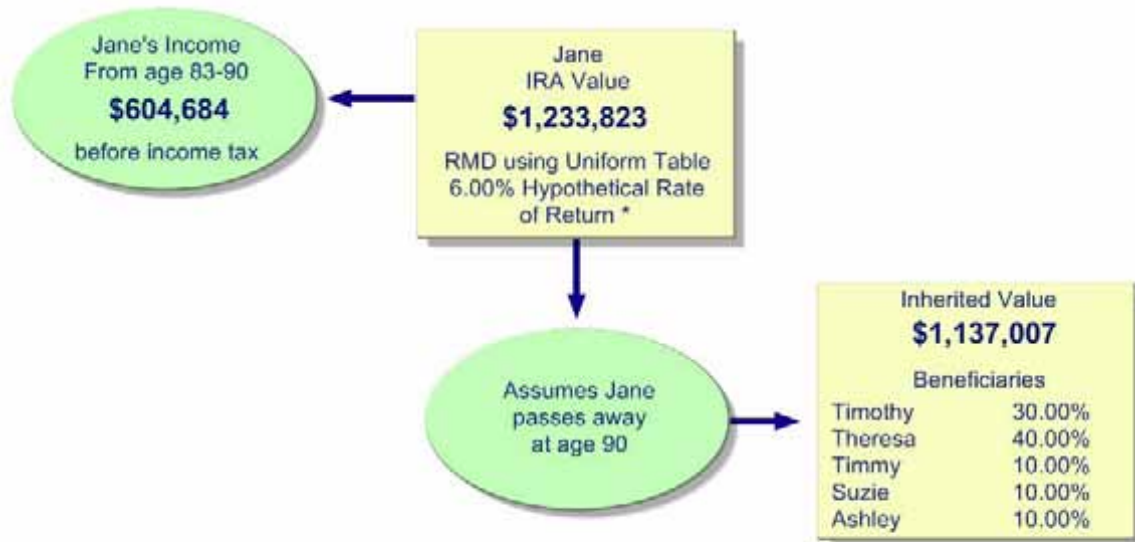 Jane's Income
From age 83-90
$604,684
before income tax
Jane
IRA Value
$1,233,823
RMD using Uniform Table
6.00% Hypothetical Rate
of Return *
Assumes Jane
passes away
at age 90
Inherited Value
$1,137,007
Beneficiaries
Timothy 30.00%
Theresa 40.00%
Timmy 10.00%
Suzie 10.00%
Ashley 10.00%